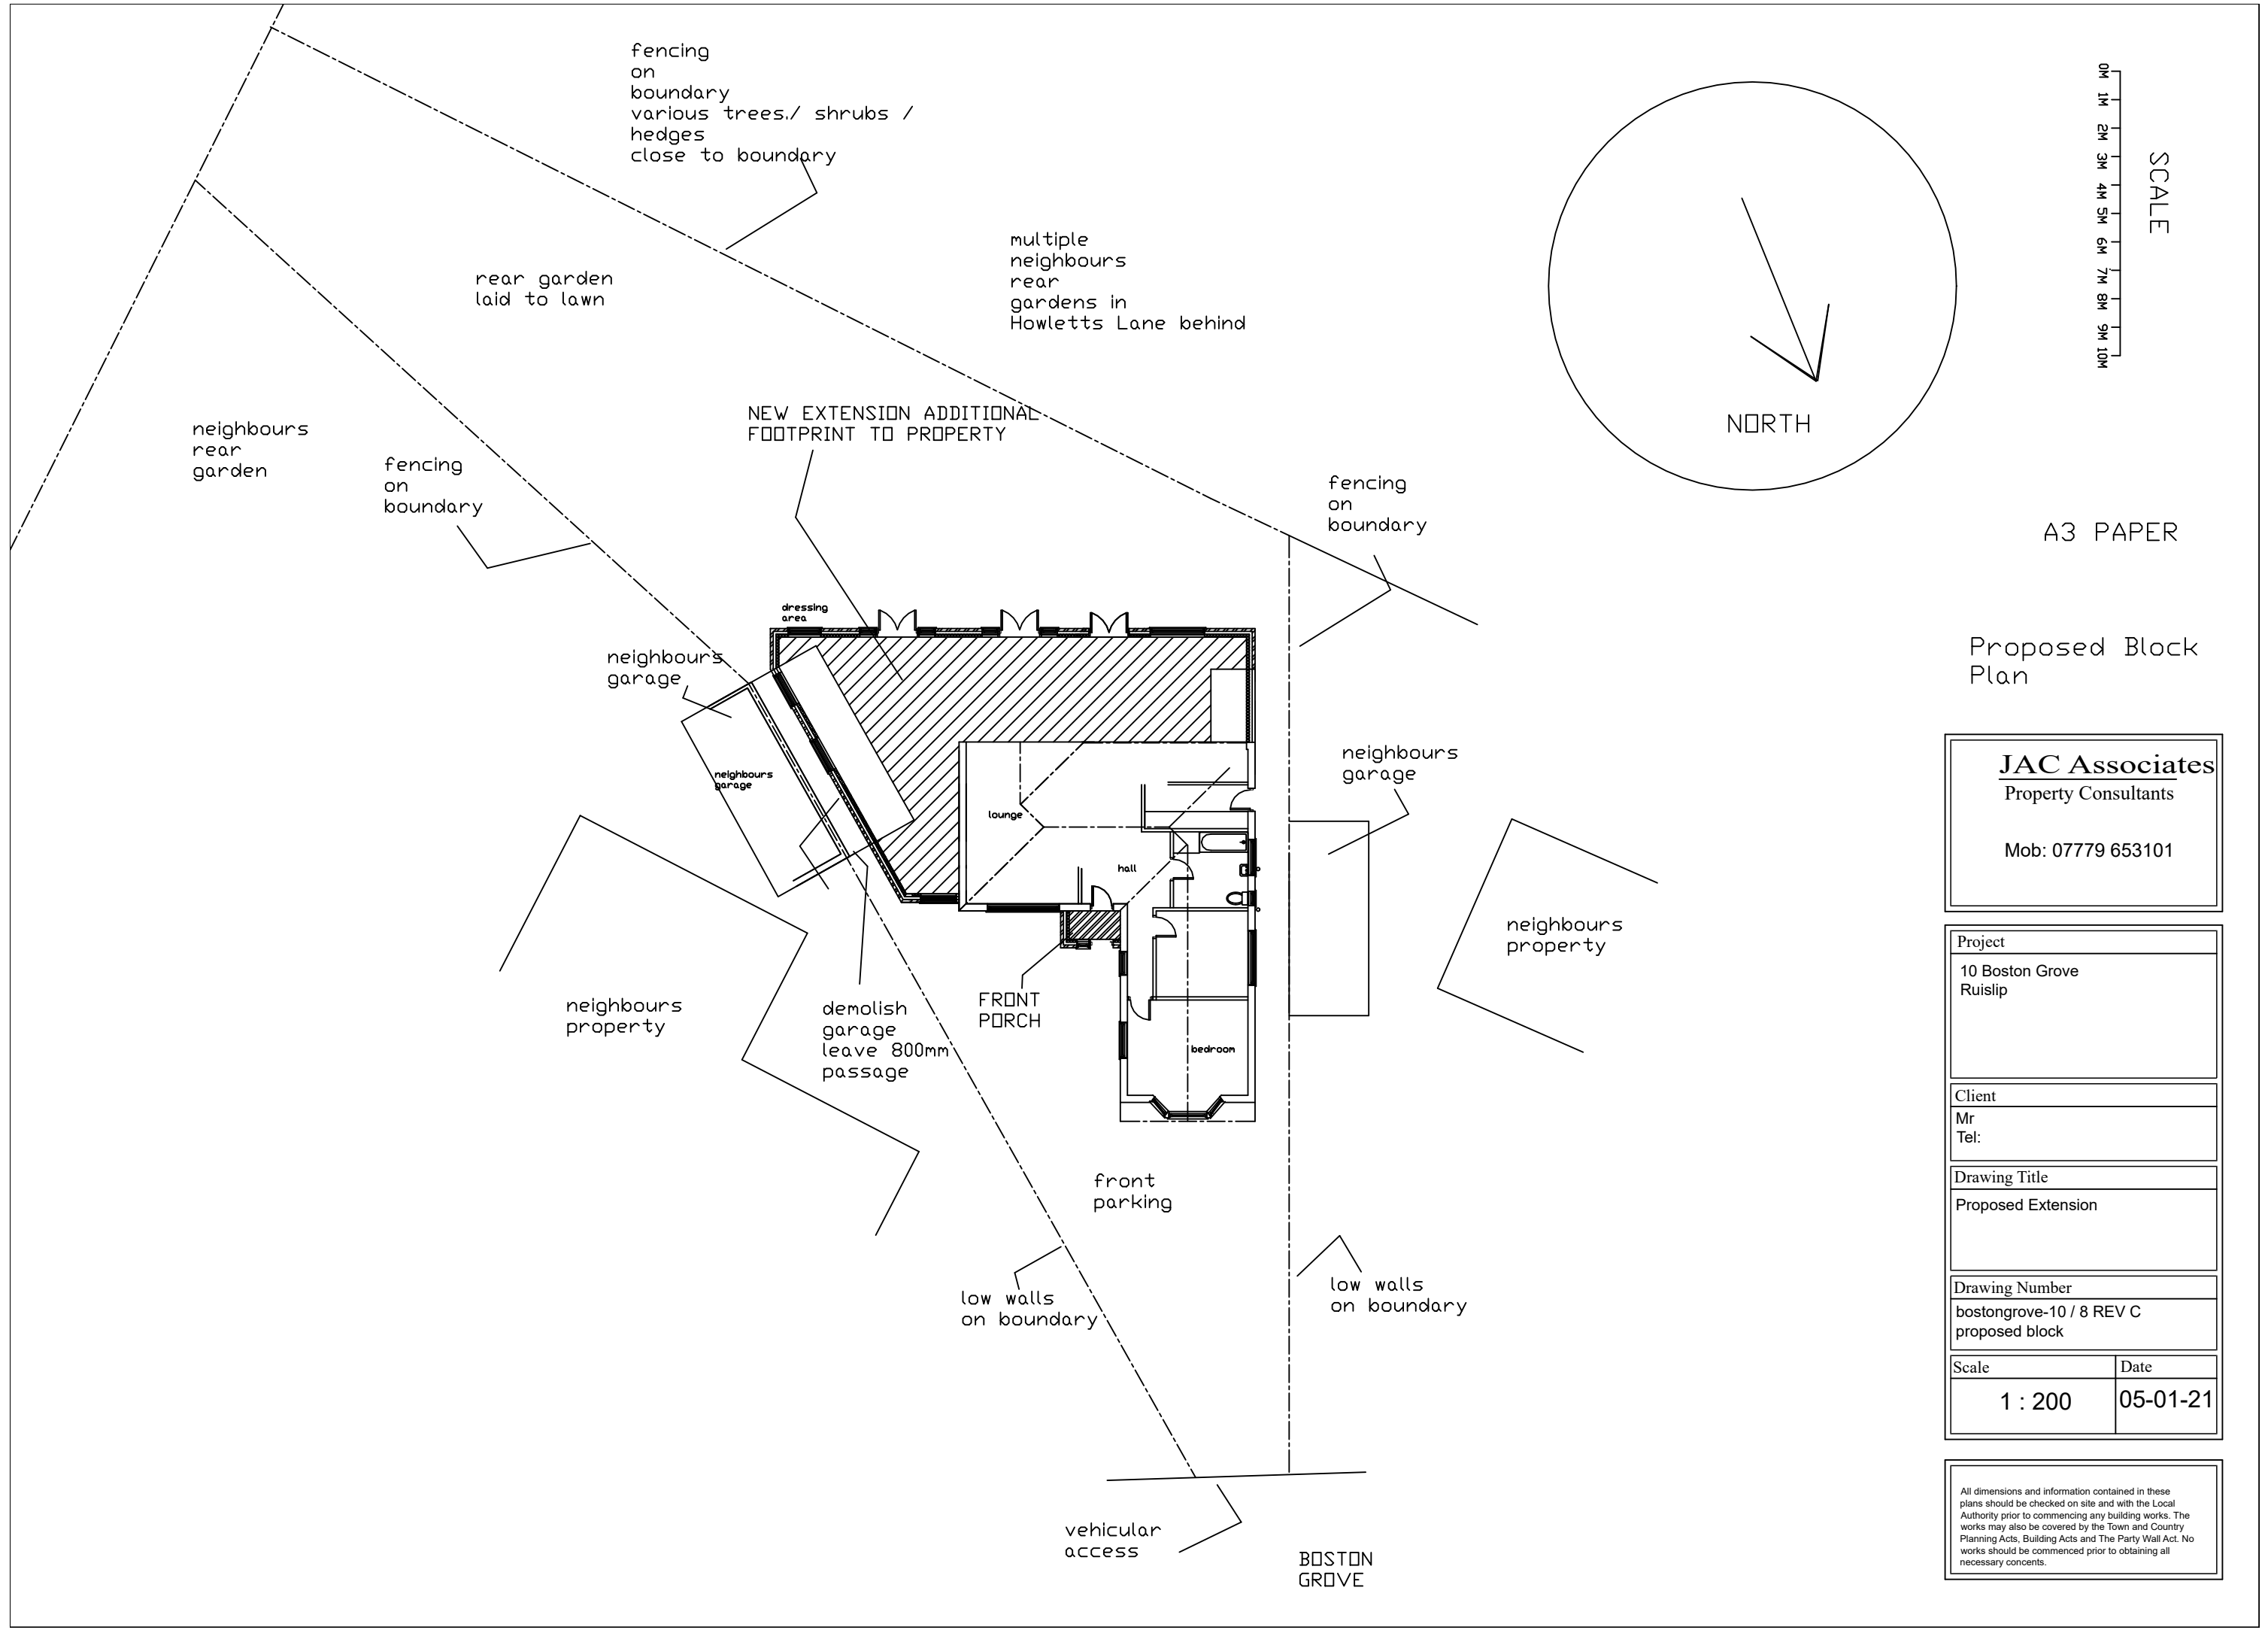 fencing
on
boundary
various trees./ shrubs /
hedges
close to boundary
multiple
neighbours
rear
gardens in
Howletts Lane behind
rear garden
laid to lawn
NEW EXTENSION ADDITIONAL
FOOTPRINT TO PROPERTY
neighbours
rear
garden
fencing
on
boundary
fencing
on
boundary
dressing
area
neighbours
garage
neighbours
garage
neighbours
garage
lounge
hall
neighbours
property
neighbours
property
demolish
garage
leave 800mm
passage
FRONT
PORCH
bedroom
front
parking
low walls
on boundary
low walls
on boundary
vehicular
access
BOSTON
GROVE
NORTH
0M
1M
2M
3M
4M
5M
6M
7M
8M
9M
10M
SCALE
A3 PAPER
Proposed Block
Plan
JAC Associates
Property Consultants
Mob: 07779 653101
Project
10 Boston Grove
Ruislip
Client
Mr
Tel:
Drawing Title
Proposed Extension
Drawing Number
bostongrove-10 / 8 REV C
proposed block
Scale
Date
1 : 200
05-01-21
All dimensions and information contained in these
plans should be checked on site and with the Local
Authority prior to commencing any building works. The
works may also be covered by the Town and Country
Planning Acts, Building Acts and The Party Wall Act. No
works should be commenced prior to obtaining all
necessary concents.